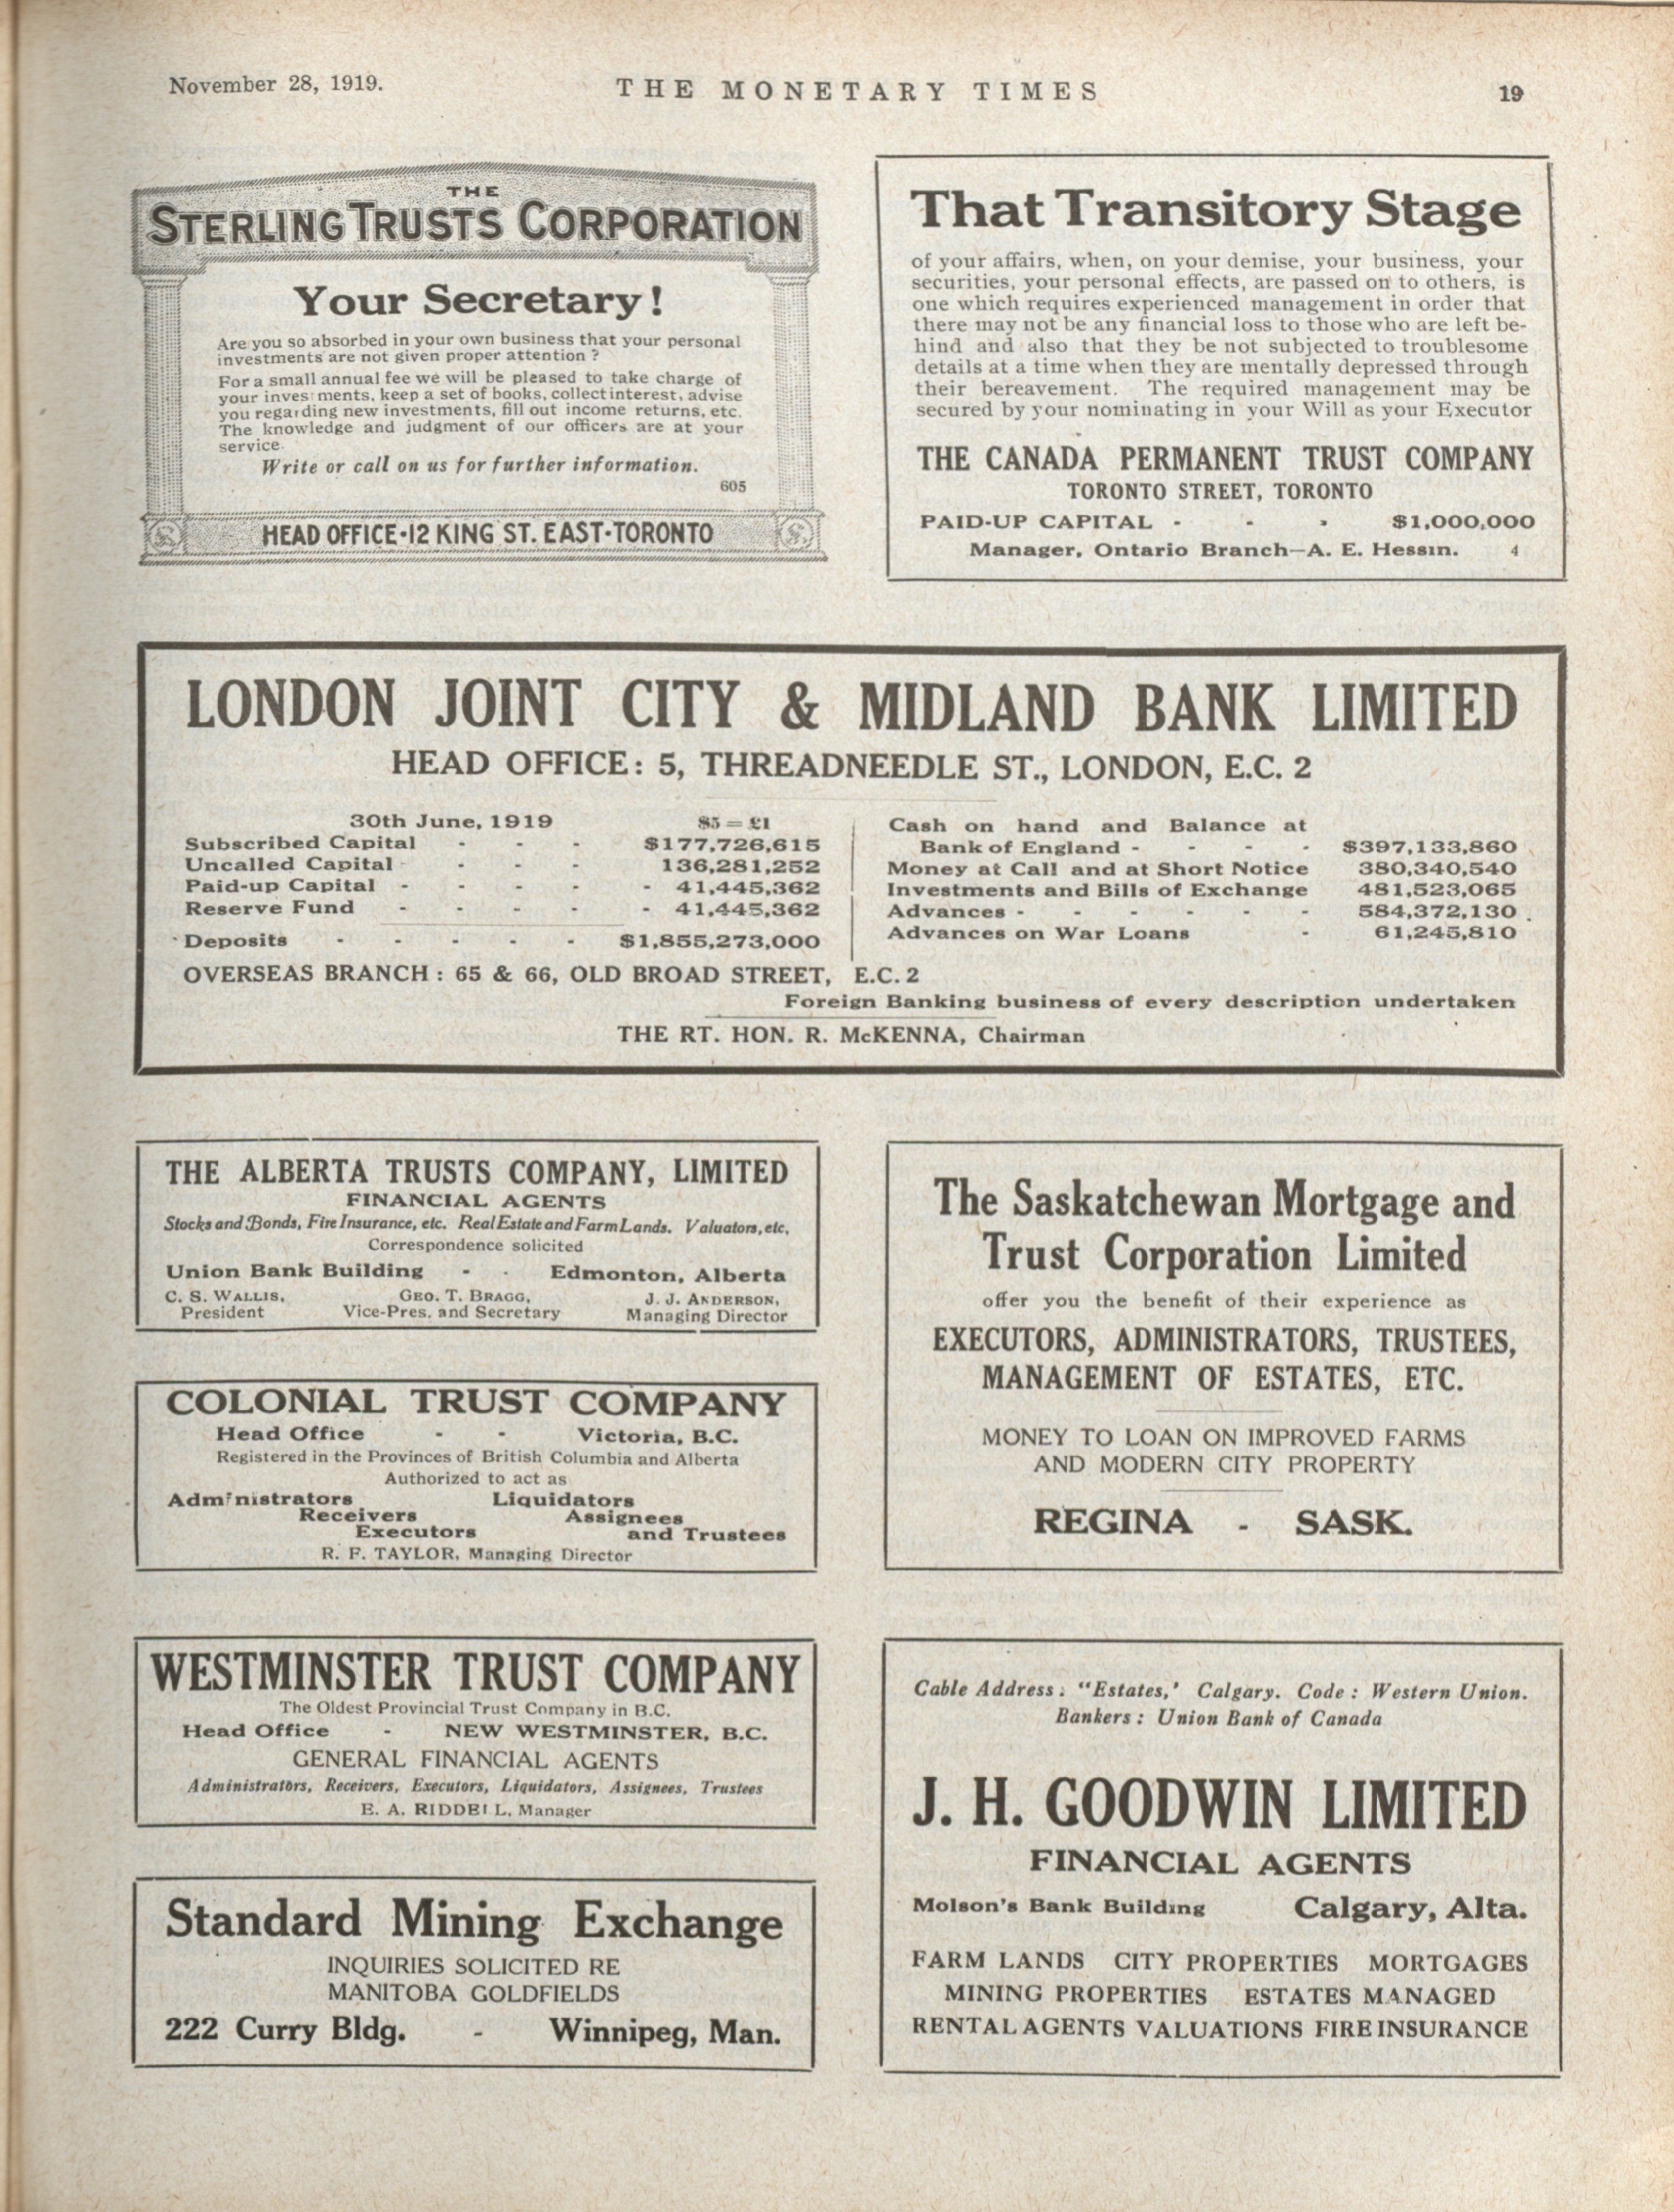 November 28, 1919.
THE MONETARY TIMES
19
THE
STERLING TRUSTS CORPORATION
Your Secretary!
Are you so absorbed in your own business that your personal
investments are not given proper attention ?
For a small annual fee we will be pleased to take charge of
your inves ments, keep a set of books, collect interest, advise
you regarding new investments, fill out income returns, etc.
The knowledge and judgment of our officers are at your
service.
Write or call on us for further information.
605
HEAD OFFICE-12 KING ST. EAST-TORONTO
That Transitory Stage
of your affairs, when, on your demise, your business, your
securities, your personal effects, are passed on to others, is
one which requires experienced management in order that
there may not be any financial loss to those who are left be-
hind and also that they be not subjected to troublesome
details at a time when they are mentally depressed through
their bereavement. The required management may be
secured by your nominating in your Will as your Executor
THE CANADA PERMANENT TRUST COMPANY
TORONTO STREET, TORONTO
PAID-UP CAPITAL - - - $1,000,000
Manager, Ontario Branch—A. E. Hessin. 4
LONDON JOINT CITY & MIDLAND BANK LIMITED
HEAD OFFICE: 5, THREADNEEDLE ST., LONDON, E.C. 2
30th June, 1919 $5 = £1
Subscribed Capital - - - $177,726,615
Uncalled Capital - - - - 136,281,252
Paid-up Capital - - - - - 41,445,362
Reserve Fund - - - - - 41,445,362
Deposits - - - - - $1,855,273,000
Cash on hand and Balance at
Bank of England - - - - $397,133,860
Money at Call and at Short Notice 380,340,540
Investments and Bills of Exchange 481,523,065
Advances - - - - - - 584,372,130
Advances on War Loans - 61,245,810
OVERSEAS BRANCH : 65 & 66, OLD BROAD STREET, E.C. 2
Foreign Banking business of every description undertaken
THE RT. HON. R. McKENNA, Chairman
THE ALBERTA TRUSTS COMPANY, LIMITED
FINANCIAL AGENTS
Stocks and Bonds, Fire Insurance, etc. Real Estate and Farm Lands. Valuators, etc.
Correspondence solicited
Union Bank Building - - Edmonton, Alberta
C. S. WALLIS, GEO. T. BRAGG, J. J. ANDERSON,
President Vice-Pres. and Secretary Managing Director
COLONIAL TRUST COMPANY
Head Office - - Victoria, B.C.
Registered in the Provinces of British Columbia and Alberta
Authorized to act as
Administrators Liquidators
Receivers Assignees
Executors and Trustees
R. F. TAYLOR, Managing Director
The Saskatchewan Mortgage and
Trust Corporation Limited
offer you the benefit of their experience as
EXECUTORS, ADMINISTRATORS, TRUSTEES,
MANAGEMENT OF ESTATES, ETC.
MONEY TO LOAN ON IMPROVED FARMS
AND MODERN CITY PROPERTY
REGINA - SASK.
WESTMINSTER TRUST COMPANY
The Oldest Provincial Trust Company in B.C.
Head Office - NEW WESTMINSTER, B.C.
GENERAL FINANCIAL AGENTS
Administrators, Receivers, Executors, Liquidators, Assignees, Trustees
E. A. RIDDELL, Manager
Standard Mining Exchange
INQUIRIES SOLICITED RE
MANITOBA GOLDFIELDS
222 Curry Bldg. - Winnipeg, Man.
Cable Address : "Estates,' Calgary. Code : Western Union.
Bankers : Union Bank of Canada
J. H. GOODWIN LIMITED
FINANCIAL AGENTS
Molson's Bank Building Calgary, Alta.
FARM LANDS CITY PROPERTIES MORTGAGES
MINING PROPERTIES ESTATES MANAGED
RENTAL AGENTS VALUATIONS FIRE INSURANCE